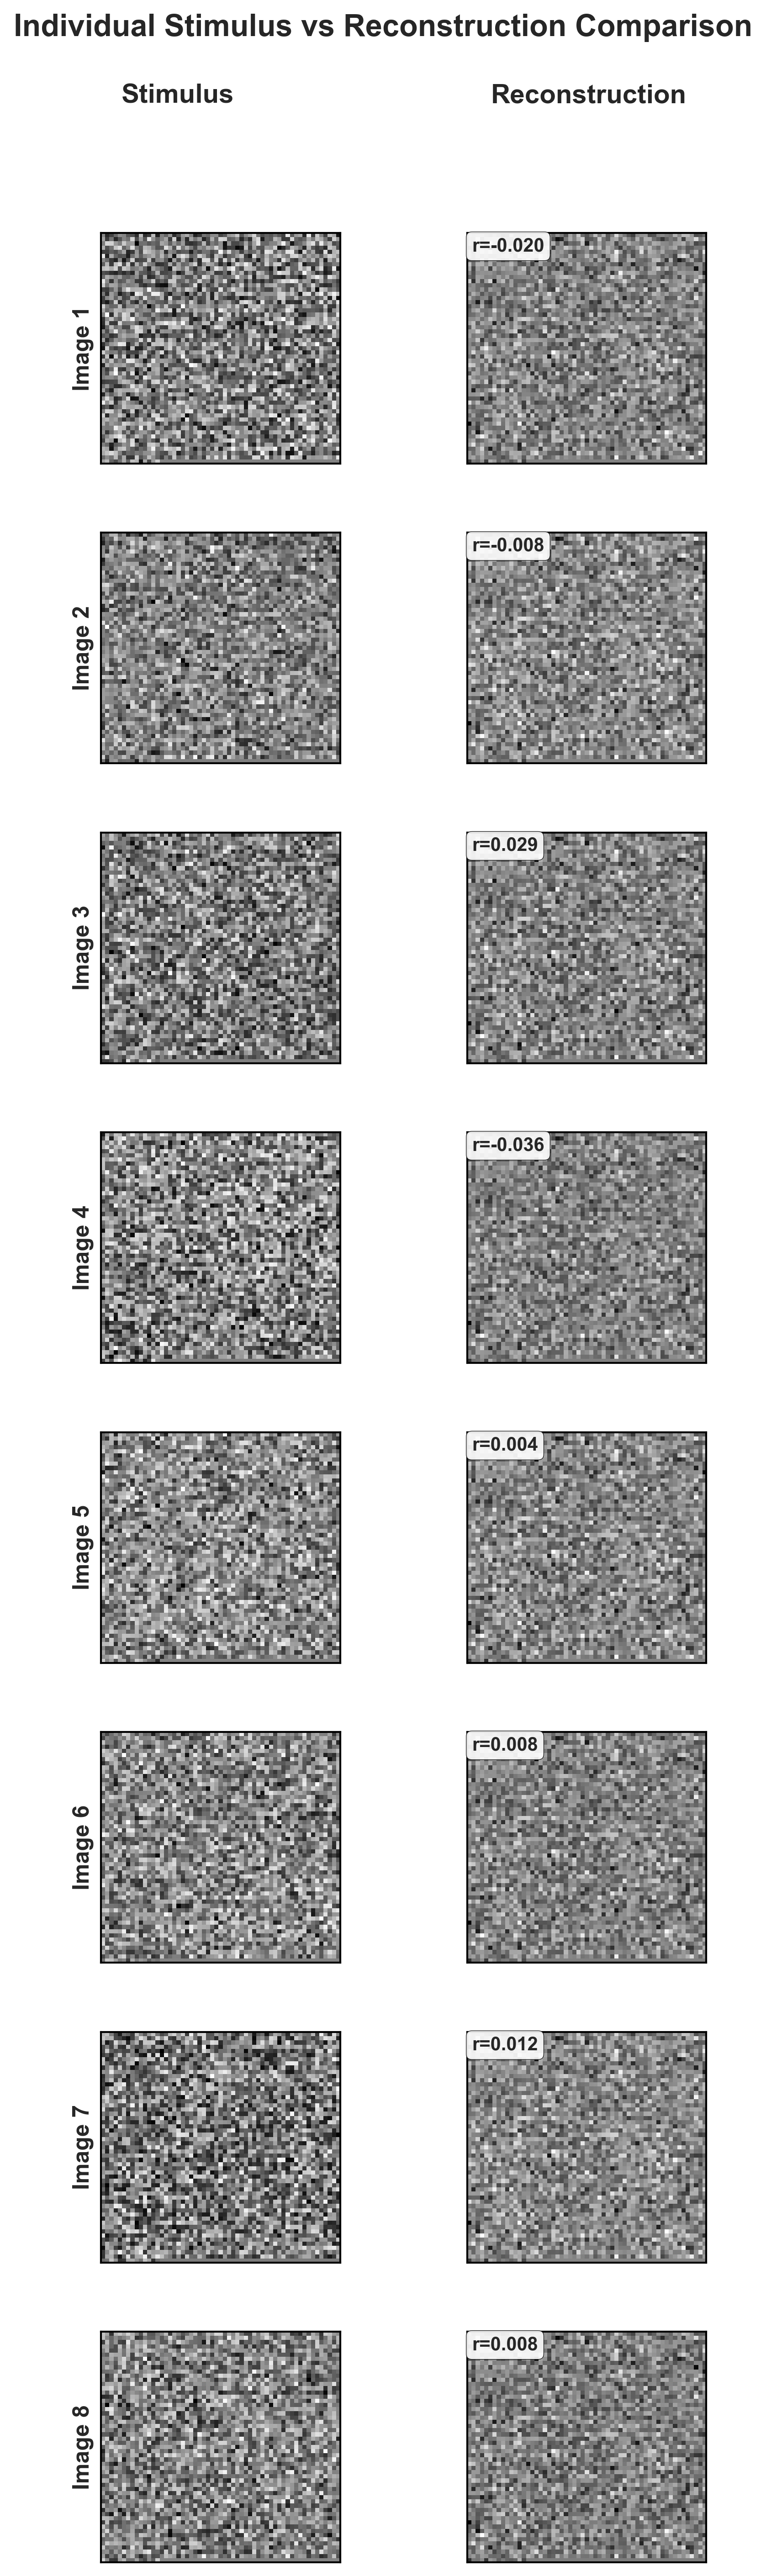 Individual Stimulus vs Reconstruction Comparison
Stimulus
Reconstruction
Image 1
r=-0.020
Image 2
r=-0.008
Image 3
r=0.029
Image 4
r=-0.036
Image 5
r=0.004
Image 6
r=0.008
Image 7
r=0.012
Image 8
r=0.008